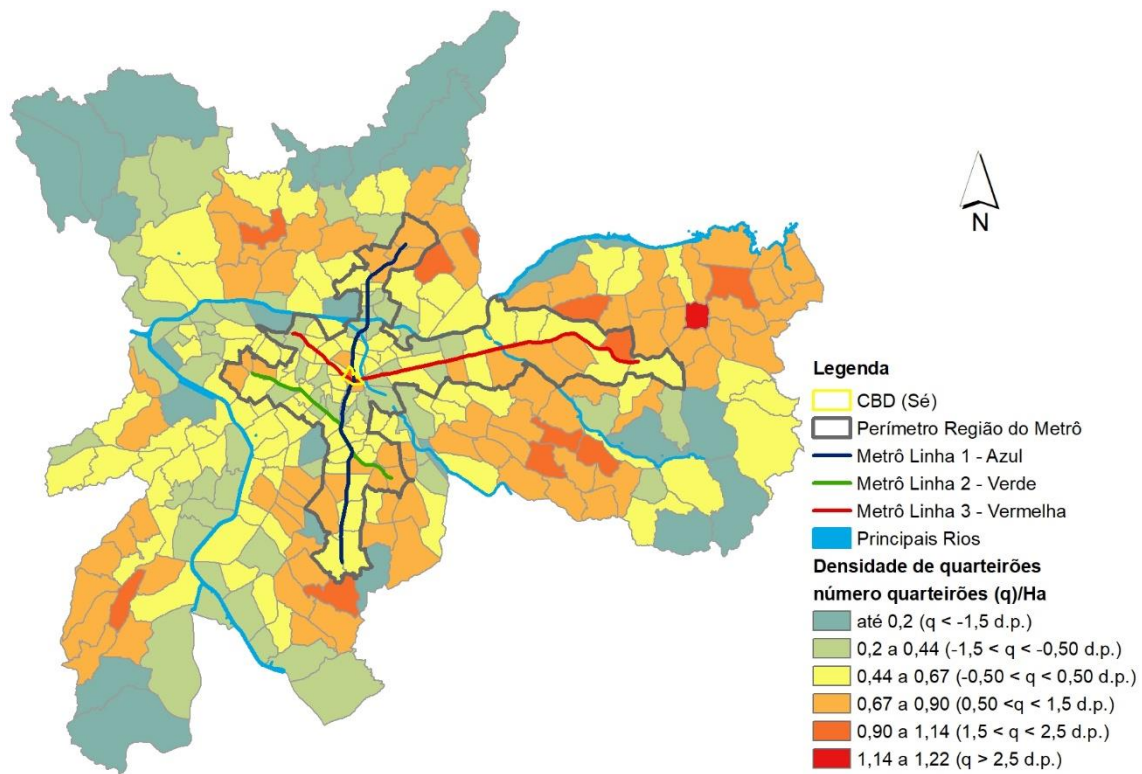 N
Legenda
CBD (Sé)
Perímetro Região do Metrô
Metrô Linha 1 - Azul
Metrô Linha 2 - Verde
Metrô Linha 3 - Vermelha
Principais Rios
Densidade de quarteirões
número quarteirões (q)/Ha
até 0,2 (q < -1,5 d.p.)
0,2 a 0,44 (-1,5 < q < -0,50 d.p.)
0,44 a 0,67 (-0,50 < q < 0,50 d.p.)
0,67 a 0,90 (0,50 <q < 1,5 d.p.)
0,90 a 1,14 (1,5 < q < 2,5 d.p.)
1,14 a 1,22 (q > 2,5 d.p.)